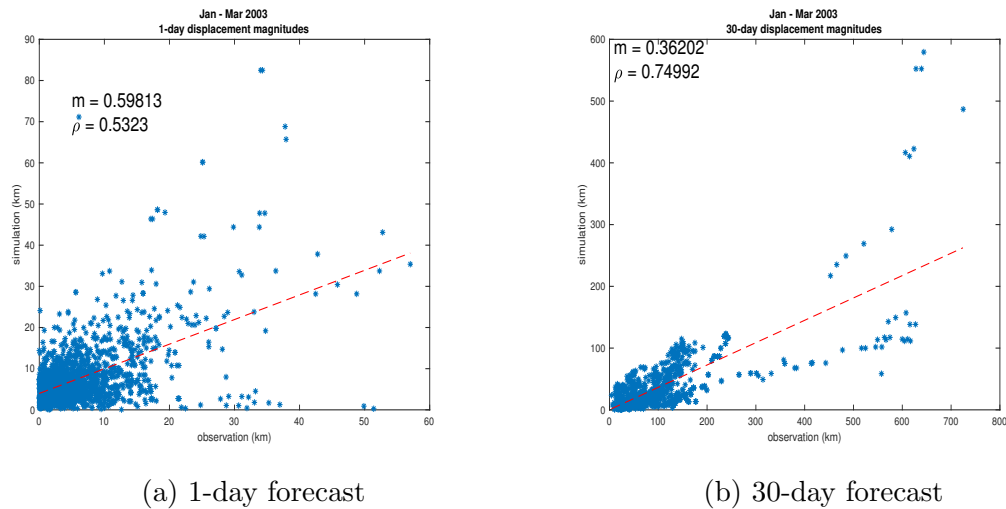 Jan - Mar 2003
1-day displacement magnitudes
90
80
70
60
50
40
30
20
10
0
m = 0.59813
ρ = 0.5323
simulation (km)
0 10 20 30 40 50 60
observation (km)
(a) 1-day forecast
Jan - Mar 2003
30-day displacement magnitudes
600
500
400
300
200
100
0
m = 0.36202
ρ = 0.74992
simulation (km)
0 100 200 300 400 500 600 700 800
observation (km)
(b) 30-day forecast